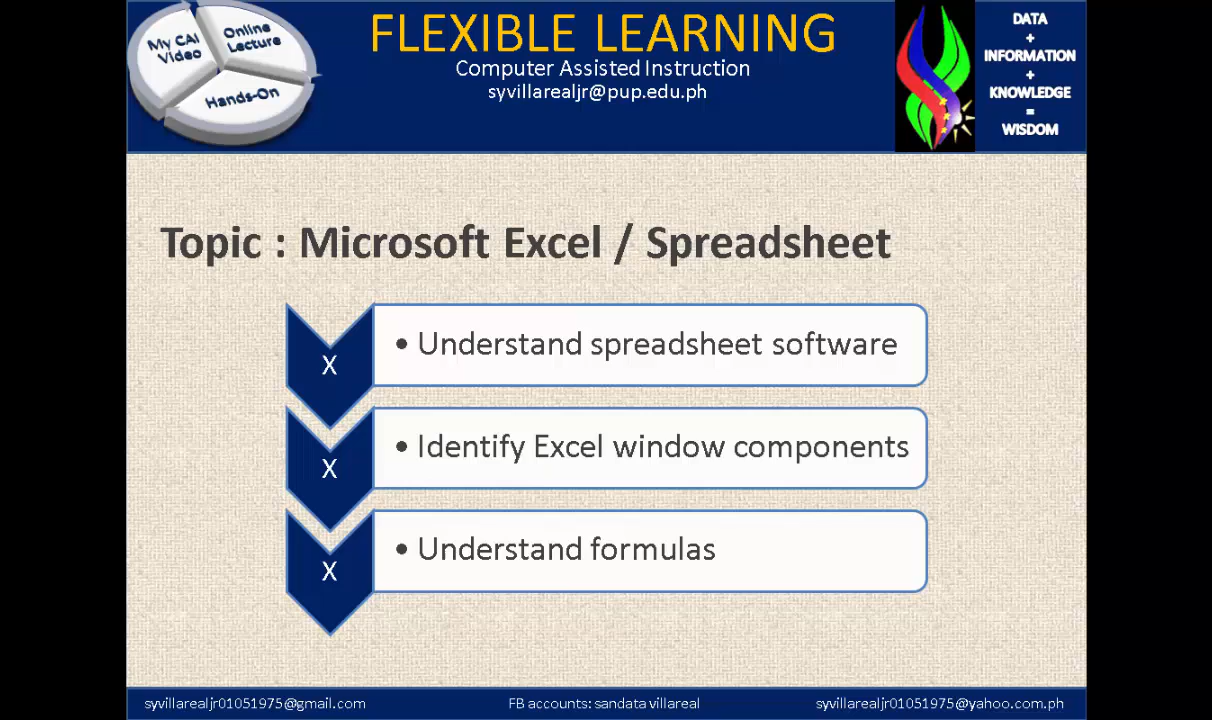 My CAI
Video
Online
Lecture
Hands-On
FLEXIBLE LEARNING
Computer Assisted Instruction
syvillarealjr@pup.edu.ph
DATA
+
INFORMATION
+
KNOWLEDGE
=
WISDOM
Topic : Microsoft Excel / Spreadsheet
X
• Understand spreadsheet software
X
• Identify Excel window components
X
• Understand formulas
syvillarealjr01051975@gmail.com
FB accounts: sandata villareal
syvillarealjr01051975@yahoo.com.ph